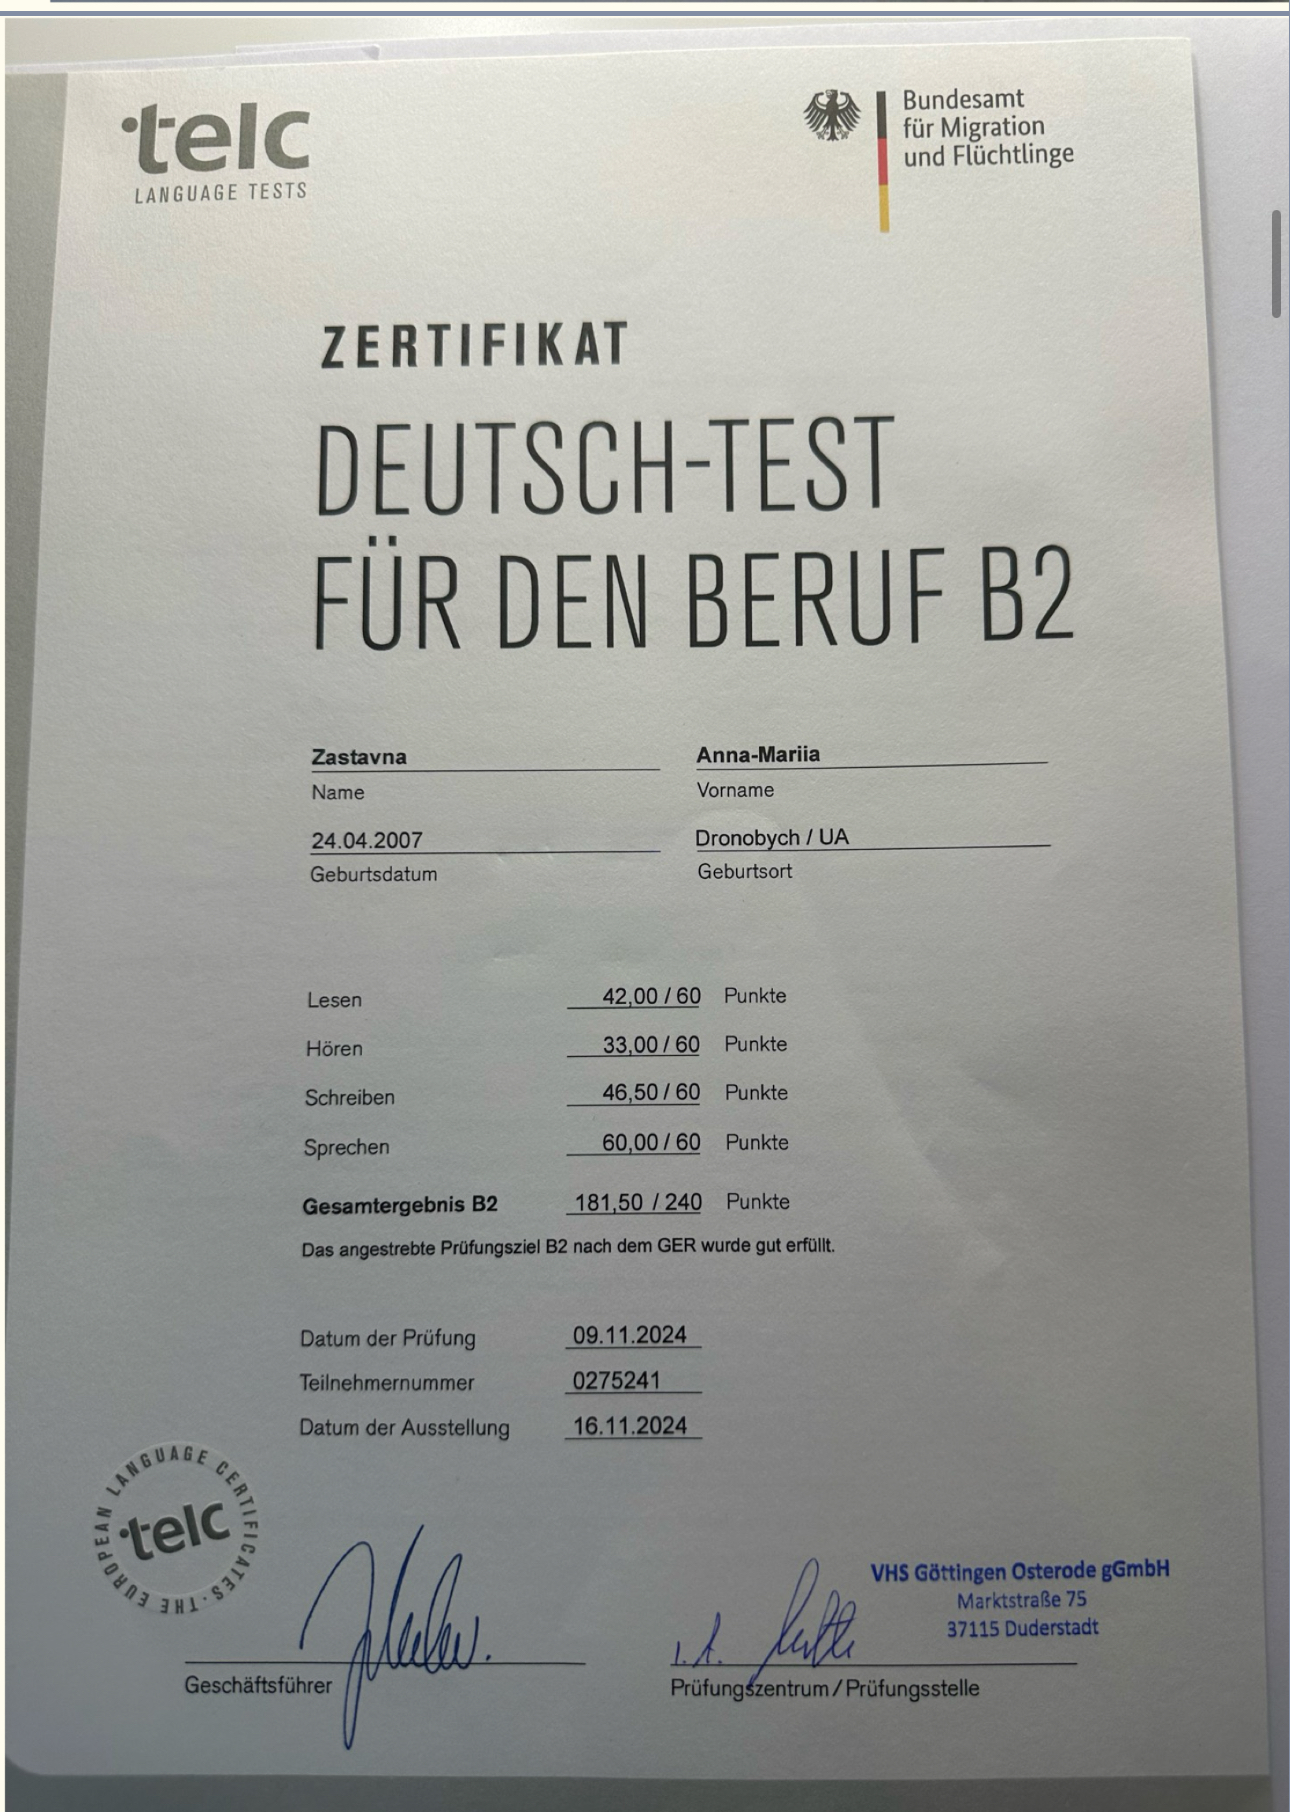 telc
LANGUAGE TESTS
Bundesamt
für Migration
und Flüchtlinge
ZERTIFIKAT
DEUTSCH-TEST
FÜR DEN BERUF B2
Zastavna
Name
Anna-Mariia
Vorname
24.04.2007
Geburtsdatum
Dronobych / UA
Geburtsort
Lesen 42,00 / 60 Punkte
Hören 33,00 / 60 Punkte
Schreiben 46,50 / 60 Punkte
Sprechen 60,00 / 60 Punkte
Gesamtergebnis B2 181,50 / 240 Punkte
Das angestrebte Prüfungsziel B2 nach dem GER wurde gut erfüllt.
Datum der Prüfung 09.11.2024
Teilnehmernummer 0275241
Datum der Ausstellung 16.11.2024
THE EUROPEAN LANGUAGE CERTIFICATES
telc
VHS Göttingen Osterode gGmbH
Marktstraße 75
37115 Duderstadt
Geschäftsführer
Prüfungszentrum / Prüfungsstelle